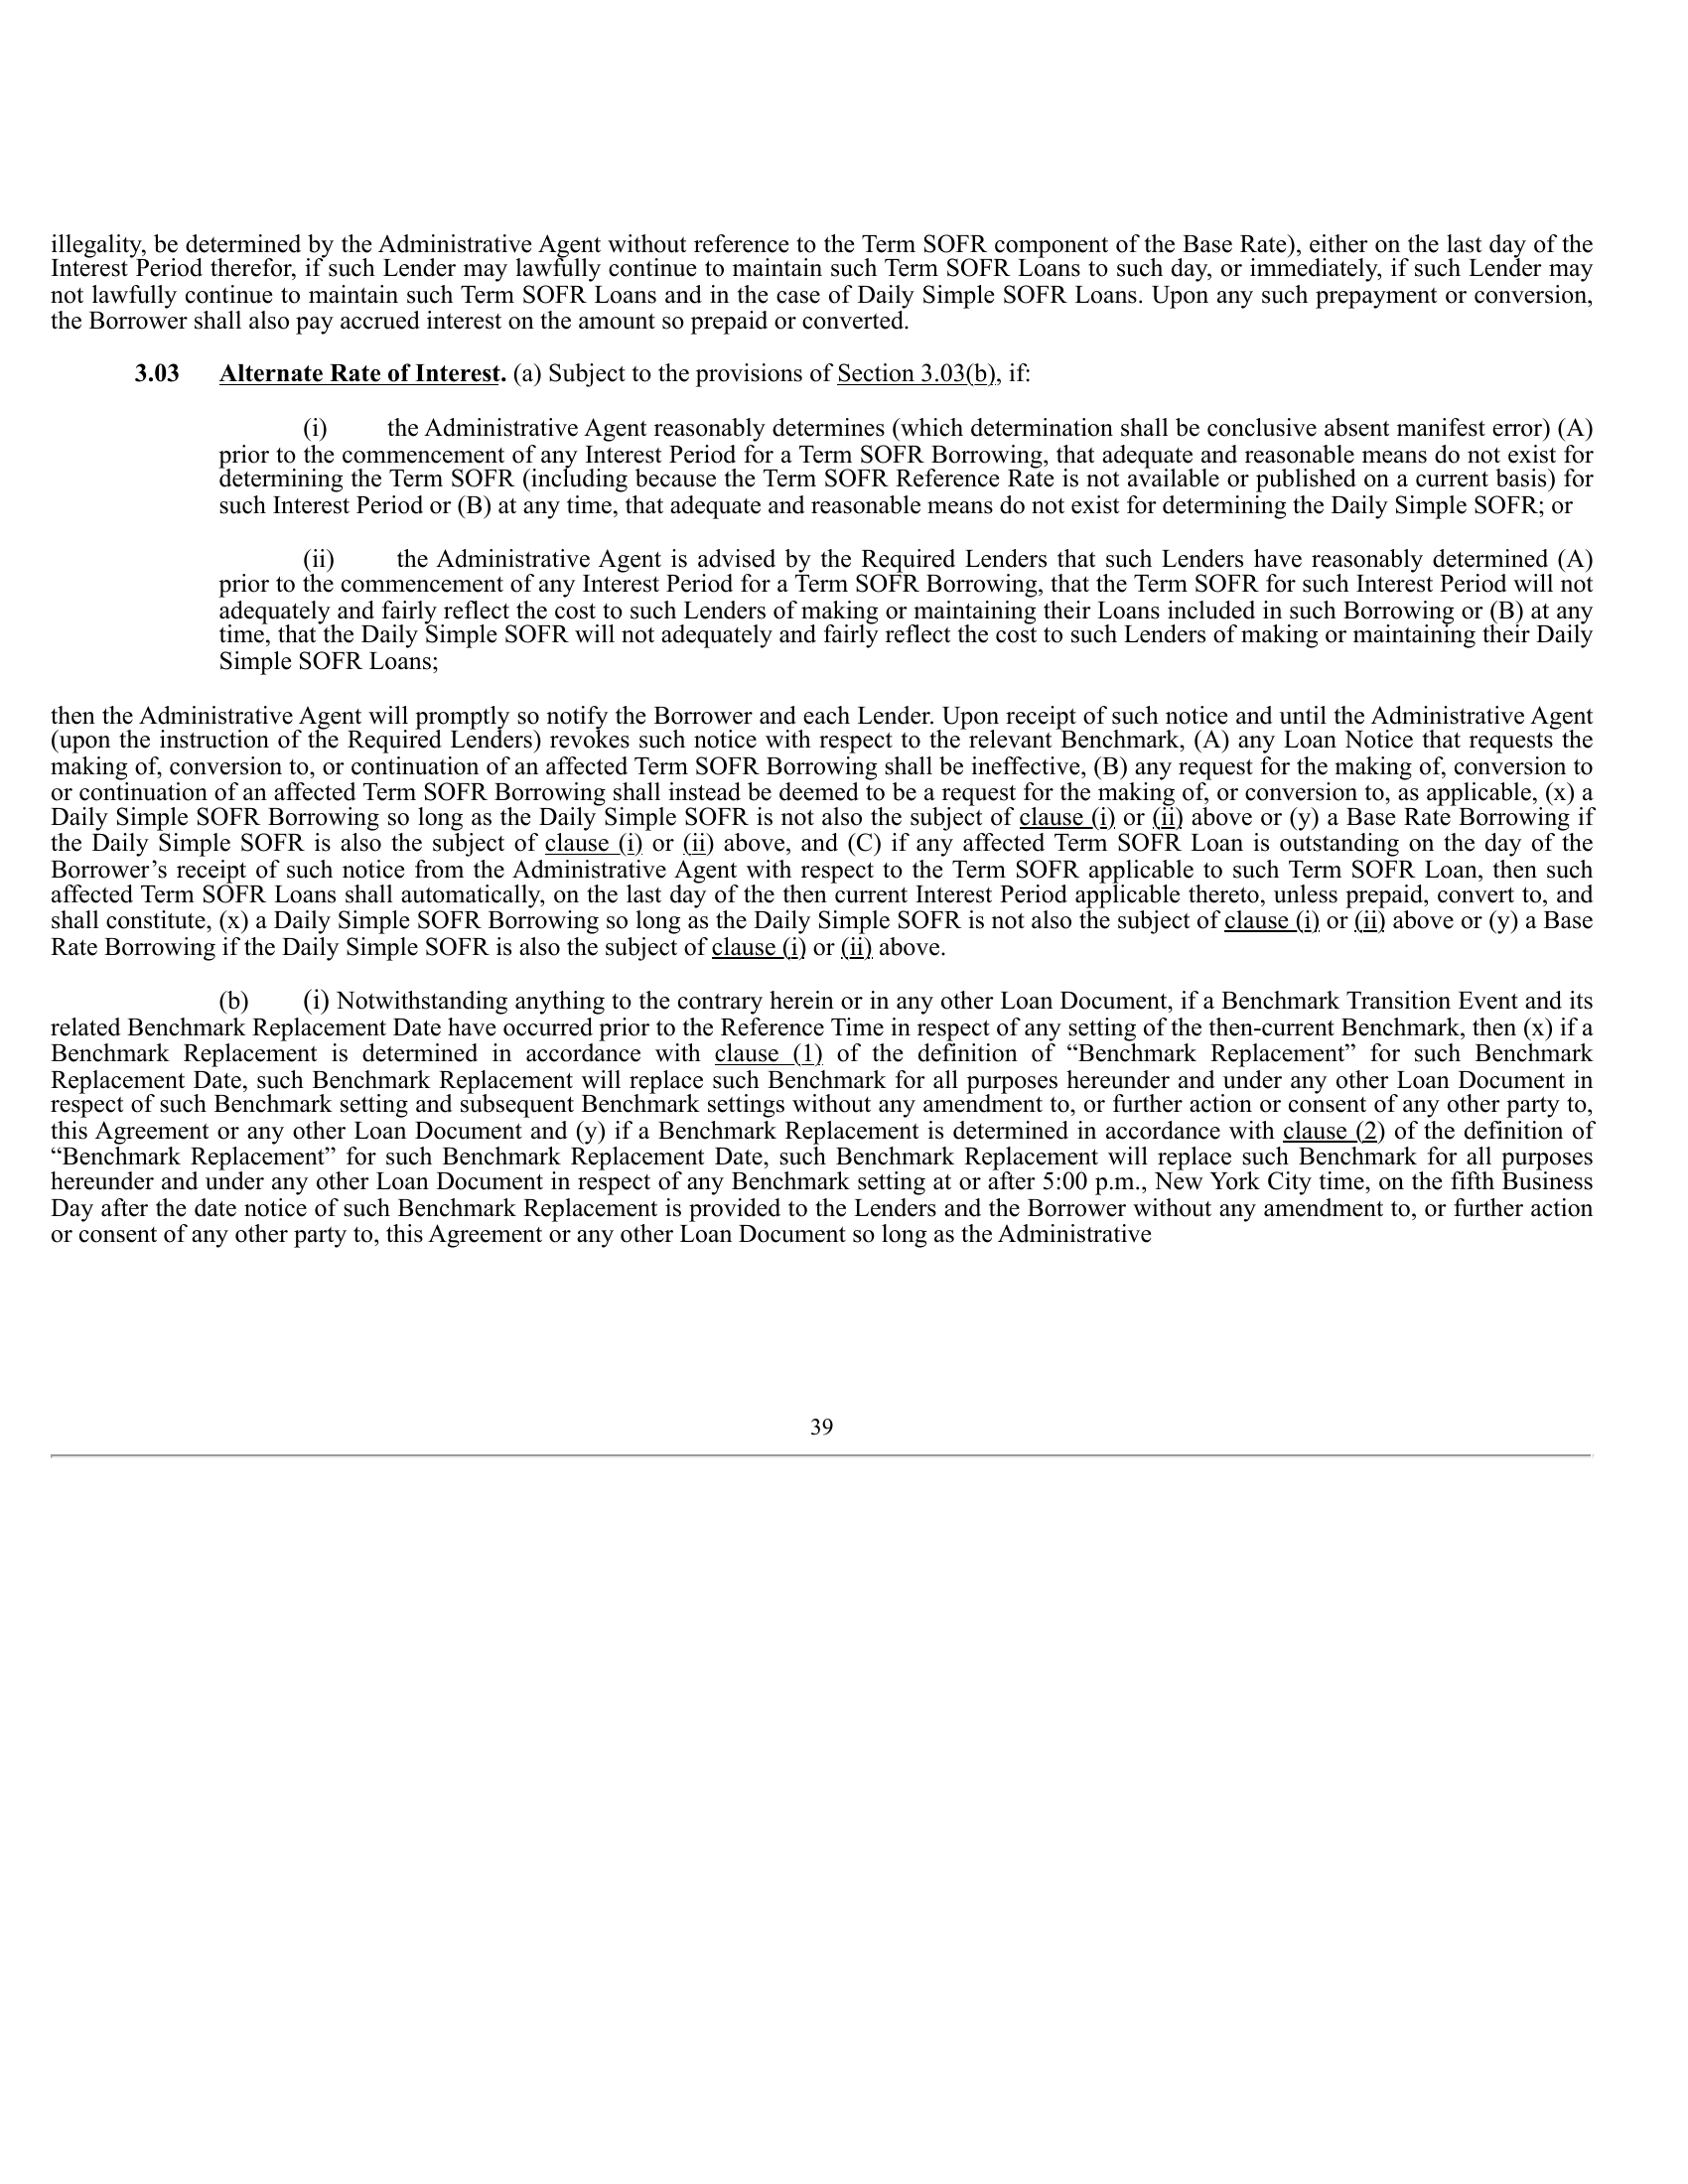 illegality, be determined by the Administrative Agent without reference to the Term SOFR component of the Base Rate), either on the last day of the
Interest Period therefor, if such Lender may lawfully continue to maintain such Term SOFR Loans to such day, or immediately, if such Lender may
not lawfully continue to maintain such Term SOFR Loans and in the case of Daily Simple SOFR Loans. Upon any such prepayment or conversion,
the Borrower shall also pay accrued interest on the amount so prepaid or converted.
3.03 Alternate Rate of Interest. (a) Subject to the provisions of Section 3.03(b), if:
(i) the Administrative Agent reasonably determines (which determination shall be conclusive absent manifest error) (A)
prior to the commencement of any Interest Period for a Term SOFR Borrowing, that adequate and reasonable means do not exist for
determining the Term SOFR (including because the Term SOFR Reference Rate is not available or published on a current basis) for
such Interest Period or (B) at any time, that adequate and reasonable means do not exist for determining the Daily Simple SOFR; or
(ii) the Administrative Agent is advised by the Required Lenders that such Lenders have reasonably determined (A)
prior to the commencement of any Interest Period for a Term SOFR Borrowing, that the Term SOFR for such Interest Period will not
adequately and fairly reflect the cost to such Lenders of making or maintaining their Loans included in such Borrowing or (B) at any
time, that the Daily Simple SOFR will not adequately and fairly reflect the cost to such Lenders of making or maintaining their Daily
Simple SOFR Loans;
then the Administrative Agent will promptly so notify the Borrower and each Lender. Upon receipt of such notice and until the Administrative Agent
(upon the instruction of the Required Lenders) revokes such notice with respect to the relevant Benchmark, (A) any Loan Notice that requests the
making of, conversion to, or continuation of an affected Term SOFR Borrowing shall be ineffective, (B) any request for the making of, conversion to
or continuation of an affected Term SOFR Borrowing shall instead be deemed to be a request for the making of, or conversion to, as applicable, (x) a
Daily Simple SOFR Borrowing so long as the Daily Simple SOFR is not also the subject of clause (i) or (ii) above or (y) a Base Rate Borrowing if
the Daily Simple SOFR is also the subject of clause (i) or (ii) above, and (C) if any affected Term SOFR Loan is outstanding on the day of the
Borrower’s receipt of such notice from the Administrative Agent with respect to the Term SOFR applicable to such Term SOFR Loan, then such
affected Term SOFR Loans shall automatically, on the last day of the then current Interest Period applicable thereto, unless prepaid, convert to, and
shall constitute, (x) a Daily Simple SOFR Borrowing so long as the Daily Simple SOFR is not also the subject of clause (i) or (ii) above or (y) a Base
Rate Borrowing if the Daily Simple SOFR is also the subject of clause (i) or (ii) above.
(b) (i) Notwithstanding anything to the contrary herein or in any other Loan Document, if a Benchmark Transition Event and its
related Benchmark Replacement Date have occurred prior to the Reference Time in respect of any setting of the then-current Benchmark, then (x) if a
Benchmark Replacement is determined in accordance with clause (1) of the definition of “Benchmark Replacement” for such Benchmark
Replacement Date, such Benchmark Replacement will replace such Benchmark for all purposes hereunder and under any other Loan Document in
respect of such Benchmark setting and subsequent Benchmark settings without any amendment to, or further action or consent of any other party to,
this Agreement or any other Loan Document and (y) if a Benchmark Replacement is determined in accordance with clause (2) of the definition of
“Benchmark Replacement” for such Benchmark Replacement Date, such Benchmark Replacement will replace such Benchmark for all purposes
hereunder and under any other Loan Document in respect of any Benchmark setting at or after 5:00 p.m., New York City time, on the fifth Business
Day after the date notice of such Benchmark Replacement is provided to the Lenders and the Borrower without any amendment to, or further action
or consent of any other party to, this Agreement or any other Loan Document so long as the Administrative
39